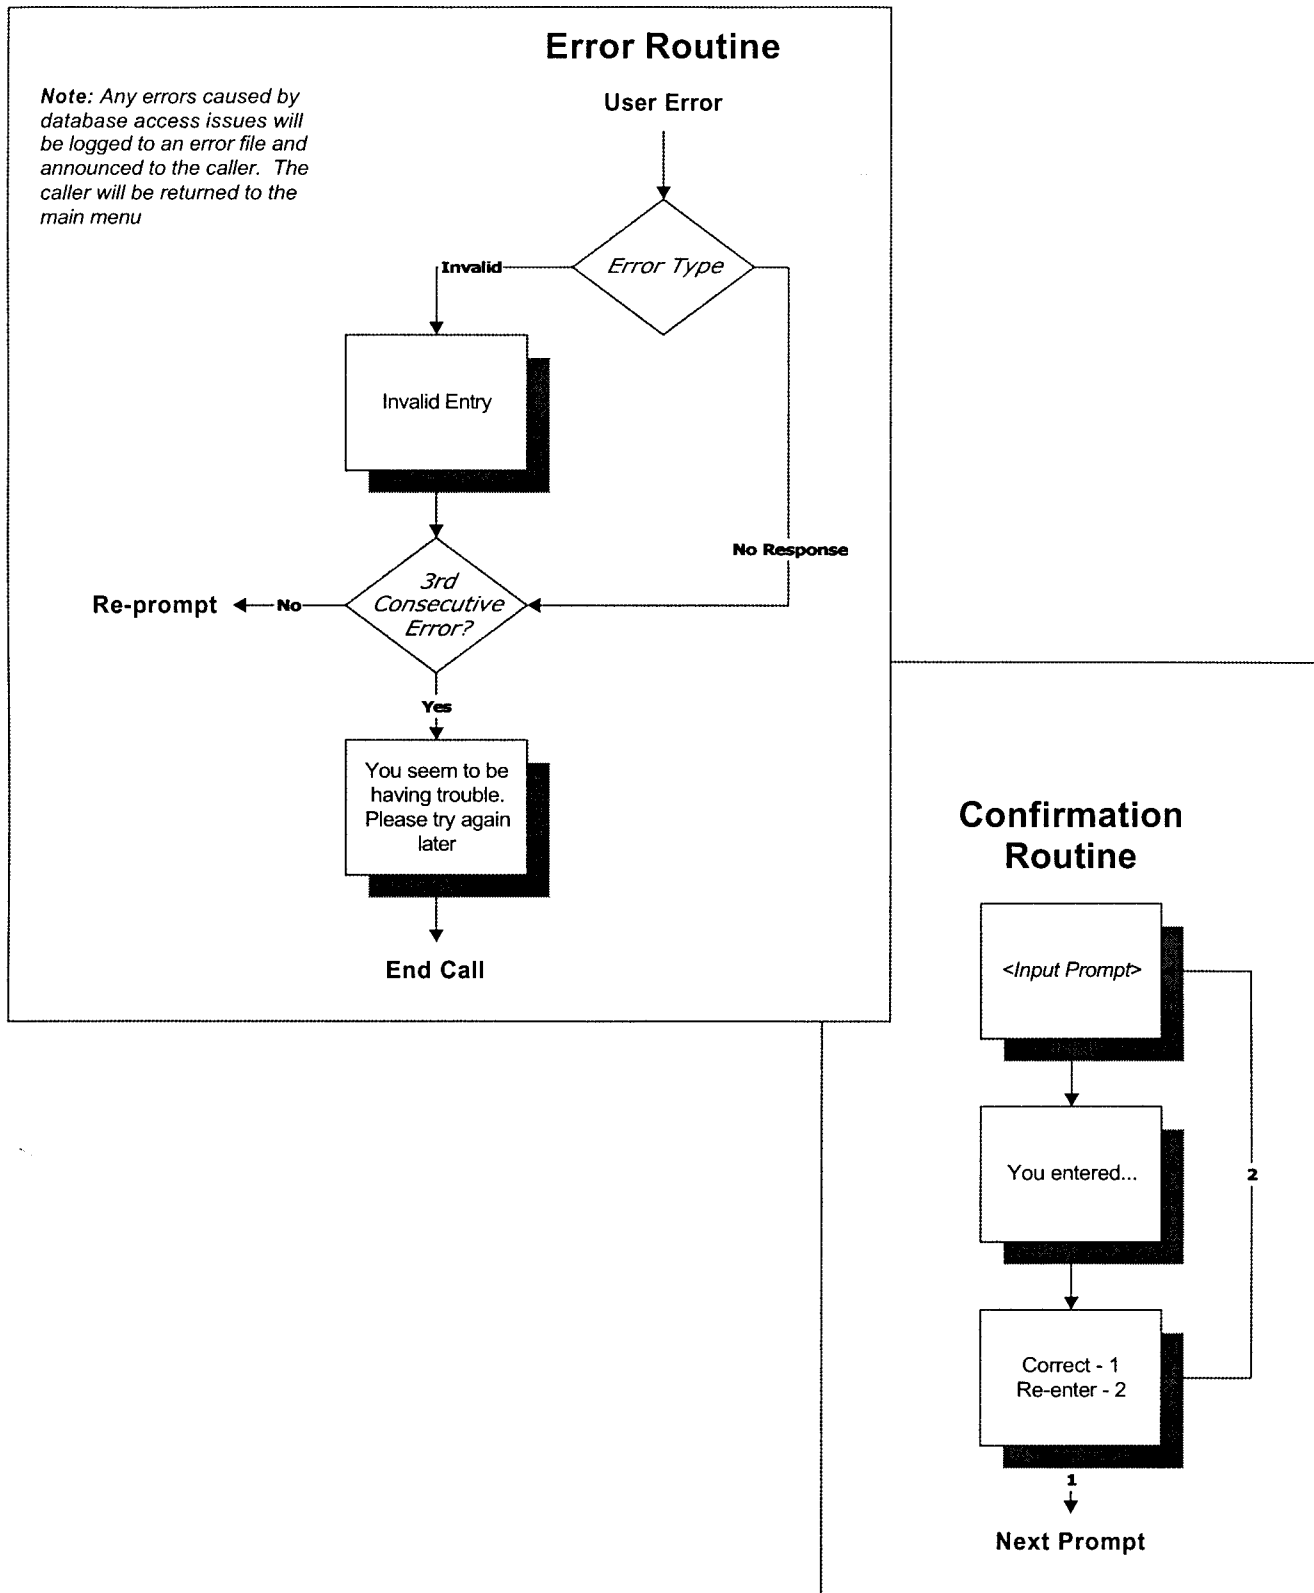 Error Routine
Note: Any errors caused by
database access issues will
be logged to an error file and
announced to the caller.  The
caller will be returned to the
main menu
User Error
Error Type
Invalid
Invalid Entry
No Response
3rd
Consecutive
Error?
No
Re-prompt
Yes
You seem to be
having trouble.
Please try again
later
End Call
Confirmation
Routine
<Input Prompt>
You entered...
2
Correct - 1
Re-enter - 2
1
Next Prompt